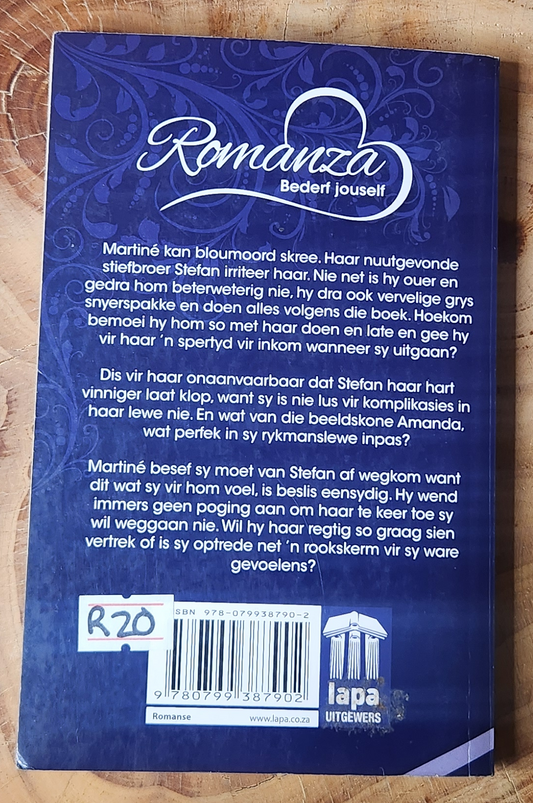 Romanza
Bederf jouself
Martiné kan bloumoord skree. Haar nuutgevonde
stiefbroer Stefan irriteer haar. Nie net is hy ouer en
gedra hom beterweterig nie, hy dra ook vervelige grys
snyerspakke en doen alles volgens die boek. Hoekom
bemoei hy hom so met haar doen en late en gee hy
vir haar 'n spertyd vir inkom wanneer sy uitgaan?
Dis vir haar onaanvaarbaar dat Stefan haar hart
vinniger laat klop, want sy is nie lus vir komplikasies in
haar lewe nie. En wat van die beeldskone Amanda,
wat perfek in sy rykmanslewe inpas?
Martiné besef sy moet van Stefan af wegkom want
dit wat sy vir hom voel, is beslis eensydig. Hy wend
immers geen poging aan om haar te keer toe sy
wil weggaan nie. Wil hy haar regtig so graag sien
vertrek of is sy optrede net 'n rookskerm vir sy ware
gevoelens?
R20
SBN 978-079938790-2
9 780799 387902
Romanse www.lapa.co.za
lapa
UITGEWERS